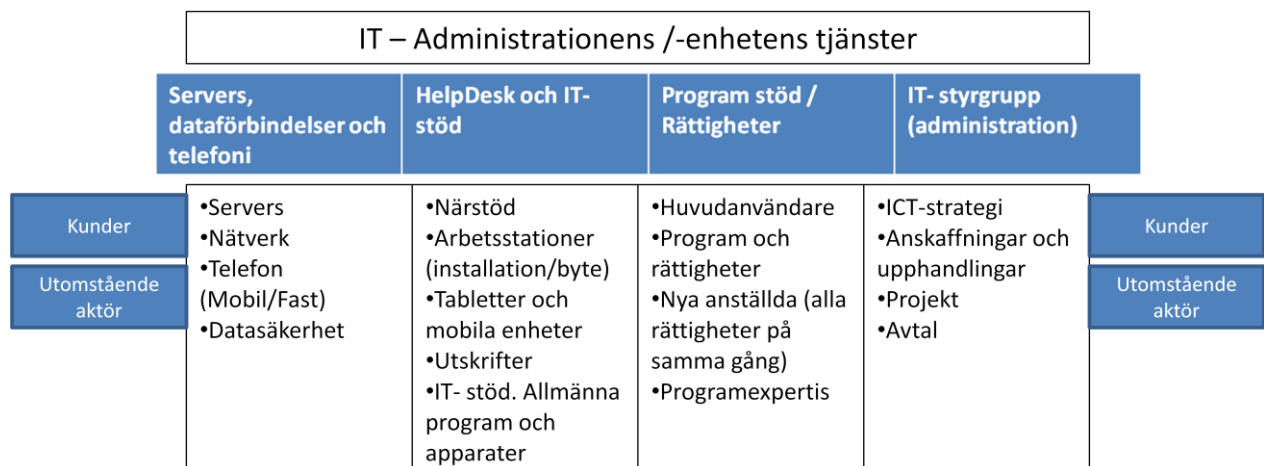 IT – Administrationens /-enhetens tjänster
Servers,
dataförbindelser och
telefoni
HelpDesk och IT-
stöd
Program stöd /
Rättigheter
IT- styrgrupp
(administration)
Kunder
Utomstående
aktör
•Servers
•Nätverk
•Telefon
(Mobil/Fast)
•Datasäkerhet
•Närstöd
•Arbetsstationer
(installation/byte)
•Tabletter och
mobila enheter
•Utskrifter
•IT- stöd. Allmänna
program och
apparater
•Huvudanvändare
•Program och
rättigheter
•Nya anställda (alla
rättigheter på
samma gång)
•Programexpertis
•ICT-strategi
•Anskaffningar och
upphandlingar
•Projekt
•Avtal
Kunder
Utomstående
aktör